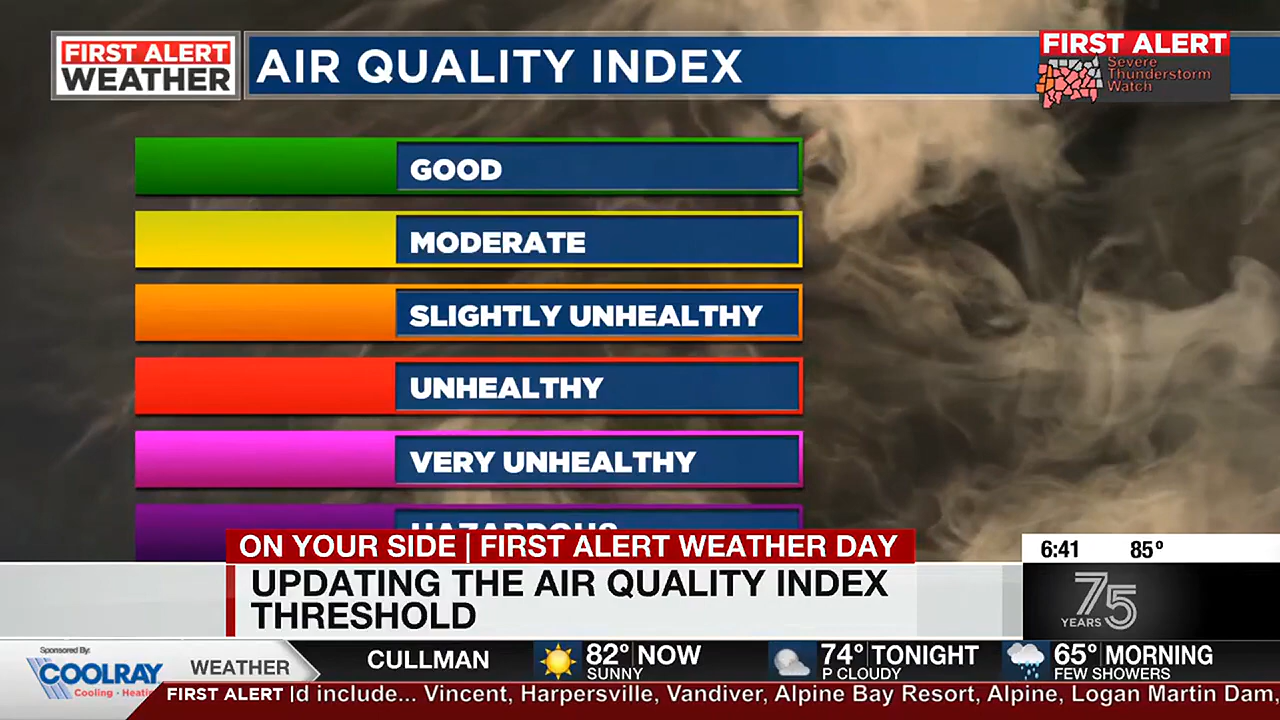 FIRST ALERT
WEATHER
AIR QUALITY INDEX
FIRST ALERT
Severe
Thunderstorm
Watch
GOOD
MODERATE
SLIGHTLY UNHEALTHY
UNHEALTHY
VERY UNHEALTHY
HAZARDOUS
ON YOUR SIDE | FIRST ALERT WEATHER DAY
UPDATING THE AIR QUALITY INDEX
THRESHOLD
6:41 85°
75
YEARS
Sponsored By:
COOLRAY
Cooling - Heatin
WEATHER
CULLMAN
82° NOW
SUNNY
74° TONIGHT
P CLOUDY
65° MORNING
FEW SHOWERS
FIRST ALERT | d include... Vincent, Harpersville, Vandiver, Alpine Bay Resort, Alpine, Logan Martin Dam,